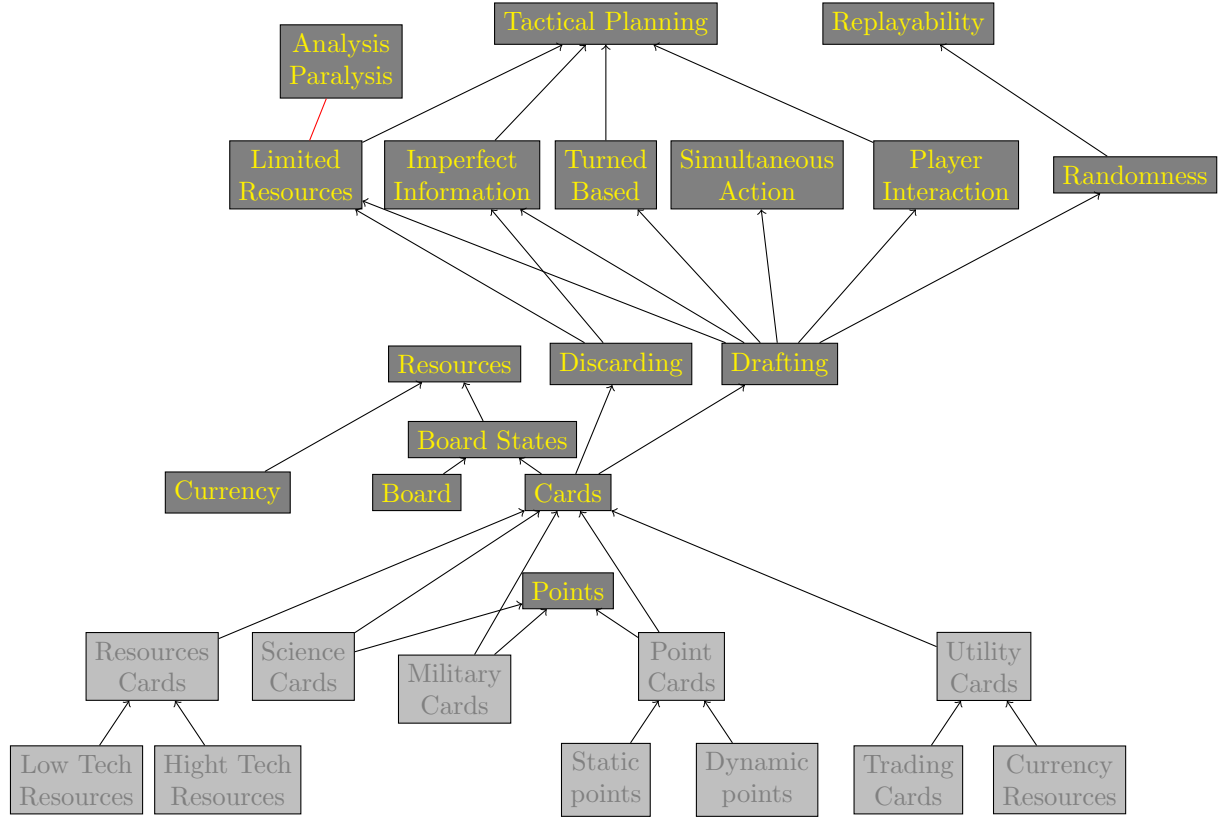 Tactical Planning
Replayability
Analysis
Paralysis
Limited
Resources
Imperfect
Information
Turned
Based
Simultaneous
Action
Player
Interaction
Randomness
Resources
Discarding
Drafting
Board States
Currency
Board
Cards
Points
Resources
Cards
Science
Cards
Military
Cards
Point
Cards
Utility
Cards
Low Tech
Resources
Hight Tech
Resources
Static
points
Dynamic
points
Trading
Cards
Currency
Resources